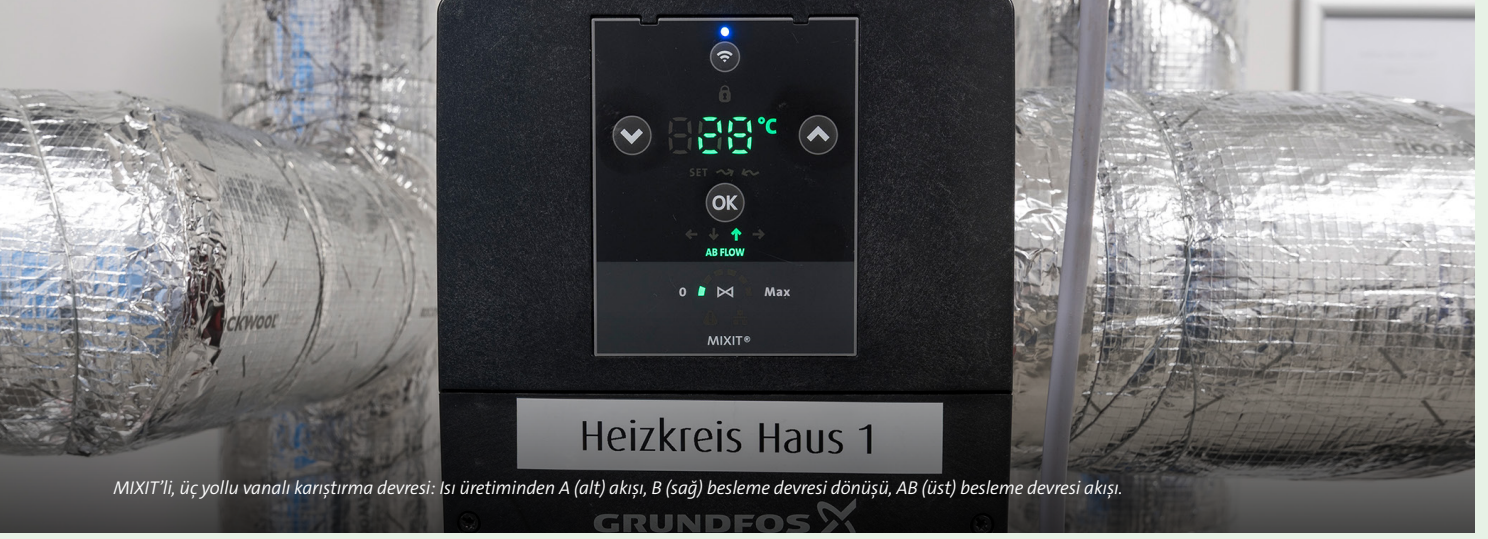 28 °C
SET
OK
AB FLOW
0 Max
MIXIT®
Heizkreis Haus 1
MIXIT'li, üç yollu vanalı karıştırma devresi: Isı üretiminden A (alt) akışı, B (sağ) besleme devresi dönüşü, AB (üst) besleme devresi akışı.
GRUNDFOS